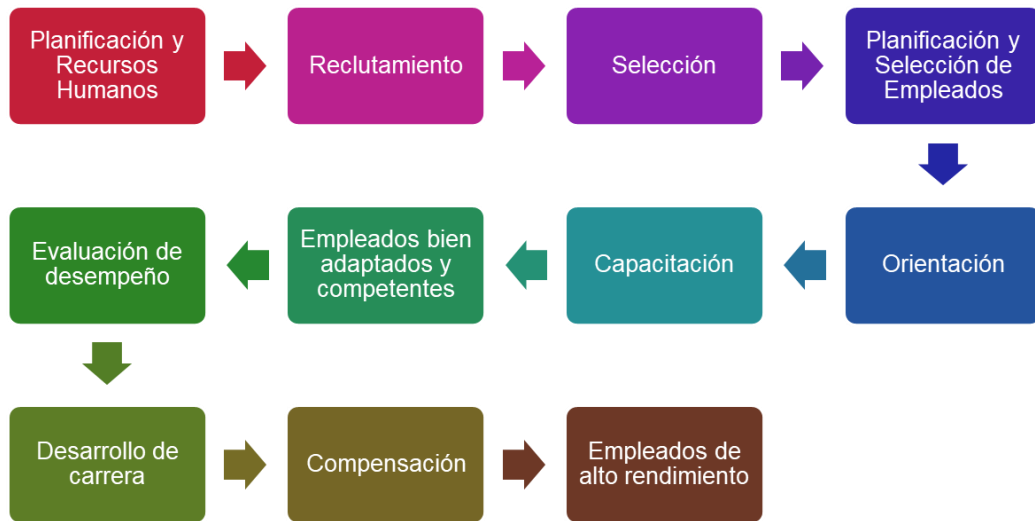 Planificación y
Recursos
Humanos
Reclutamiento
Selección
Planificación y
Selección de
Empleados
Orientación
Capacitación
Empleados bien
adaptados y
competentes
Evaluación de
desempeño
Desarrollo de
carrera
Compensación
Empleados de
alto rendimiento